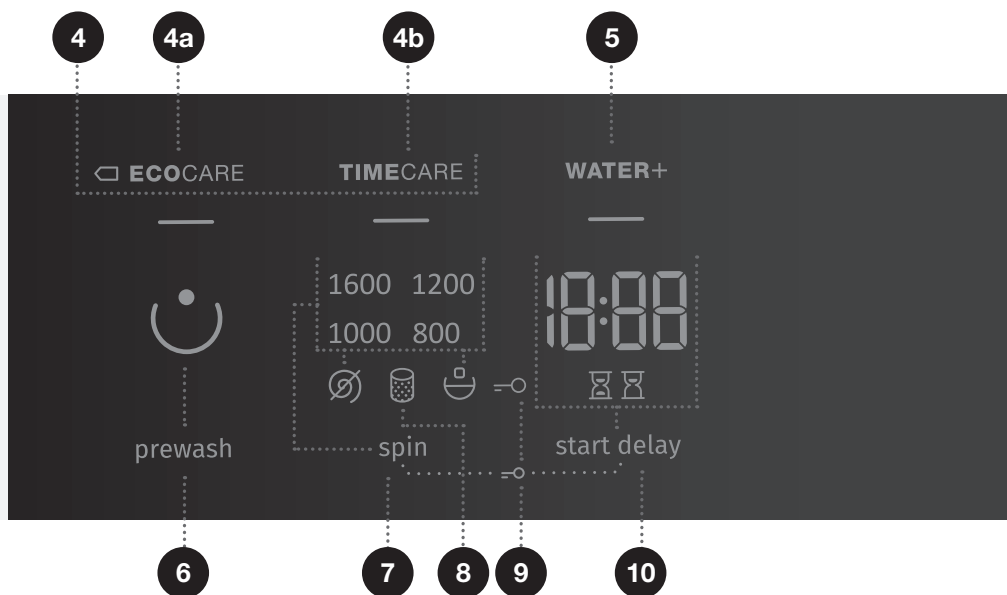 4 4a 4b 5
ECOCARE TIMECARE WATER+
1600 1200
18:88
1000 800
prewash spin start delay
6 7 8 9 10